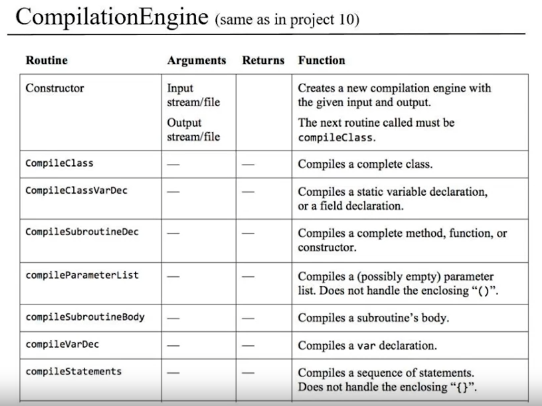 CompilationEngine (same as in project 10)
Routine Arguments Returns Function
Constructor Input Creates a new compilation engine with
stream/file the given input and output.
Output The next routine called must be
stream/file compileClass.
CompileClass — — Compiles a complete class.
CompileClassVarDec — — Compiles a static variable declaration,
or a field declaration.
CompileSubroutineDec — — Compiles a complete method, function, or
constructor.
compileParameterList — — Compiles a (possibly empty) parameter
list. Does not handle the enclosing “()”.
compileSubroutineBody — — Compiles a subroutine’s body.
compileVarDec — — Compiles a var declaration.
compileStatements — — Compiles a sequence of statements.
Does not handle the enclosing “{}”.